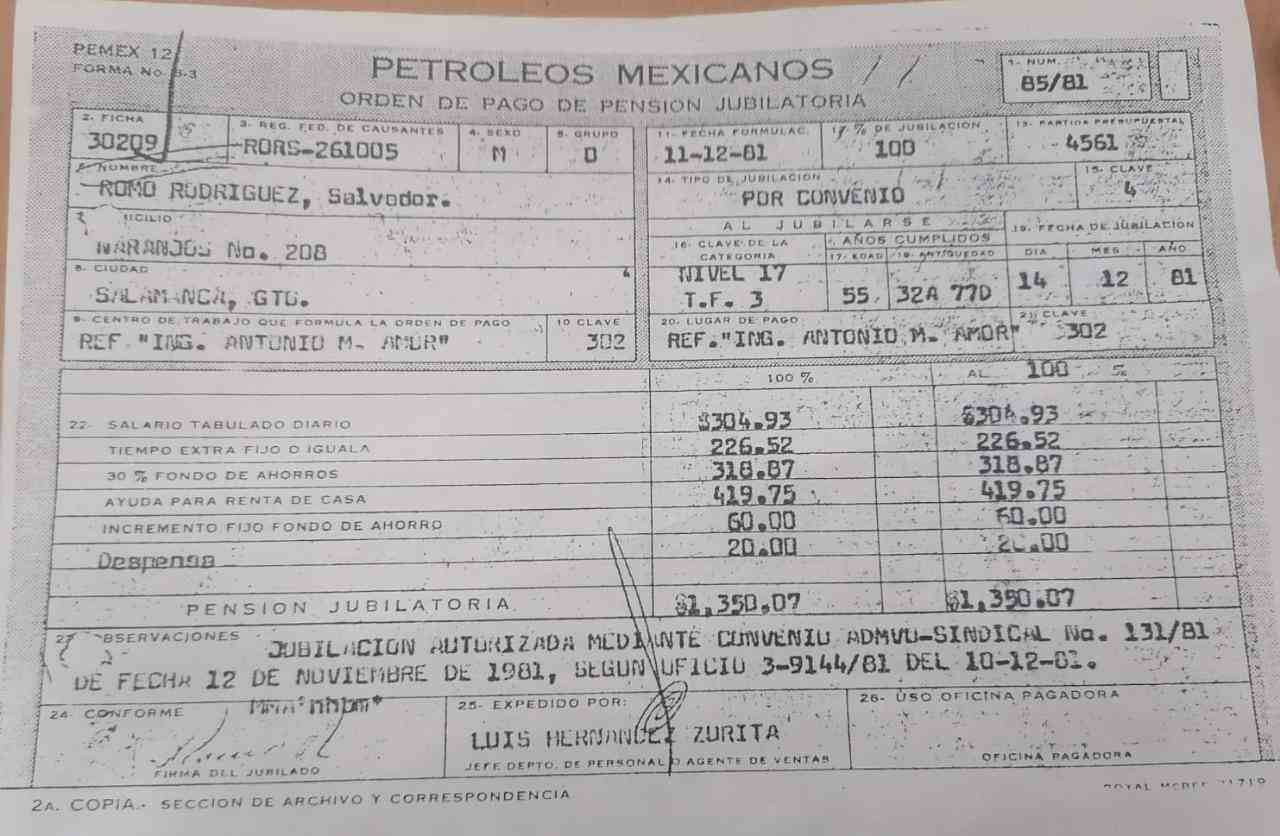 PEMEX 12
FORMA No.
PETROLEOS MEXICANOS
ORDEN DE PAGO DE PENSION JUBILATORIA
1- NUM.
85/81
2- FICHA
30209
3- REG. FED. DE CAUSANTES
RORS-261005
4- SEXO
M
5- GRUPO
D
11- FECHA FORMULAC.
11-12-81
% DE JUBILACION
100
13- PARTIDA PRESUPUESTAL
4561
NOMBRE
ROMO RODRIGUEZ, Salvador.
14- TIPO DE JUBILACION
POR CONVENIO
15- CLAVE
4
NARANJOS No. 208
AL JUBILARSE
16- CLAVE DE LA CATEGORIA
NIVEL 17
T.F. 3
AÑOS CUMPLIDOS
17- EDAD
55
18- ANTIGUEDAD
32A 77D
19- FECHA DE JUBILACION
DIA MES AÑO
14 12 81
8- CIUDAD
SALAMANCA, GTO.
9- CENTRO DE TRABAJO QUE FORMULA LA ORDEN DE PAGO
REF "ING. ANTONIO M. AMOR"
10 CLAVE
302
20- LUGAR DE PAGO
REF."ING. ANTONIO M. AMOR"
21- CLAVE
302
100 % AL 100 %
22- SALARIO TABULADO DIARIO $304.93 $304.93
TIEMPO EXTRA FIJO O IGUALA 226.52 226.52
30 % FONDO DE AHORROS 318.87 318.87
AYUDA PARA RENTA DE CASA 419.75 419.75
INCREMENTO FIJO FONDO DE AHORRO 60.00 60.00
Despensa 20.00 20.00
PENSION JUBILATORIA $1,350.07 $1,350.07
OBSERVACIONES
JUBILACION AUTORIZADA MEDIANTE CONVENIO ADMVO-SINDICAL No. 131/81
DE FECHA 12 DE NOVIEMBRE DE 1981, SEGUN OFICIO 3-9144/81 DEL 10-12-81.
24- CONFORME
FIRMA DEL JUBILADO
25- EXPEDIDO POR:
LUIS HERNANDEZ ZURITA
JEFE DEPTO. DE PERSONAL O AGENTE DE VENTAS
26- USO OFICINA PAGADORA
OFICINA PAGADORA
2A. COPIA.- SECCION DE ARCHIVO Y CORRESPONDENCIA